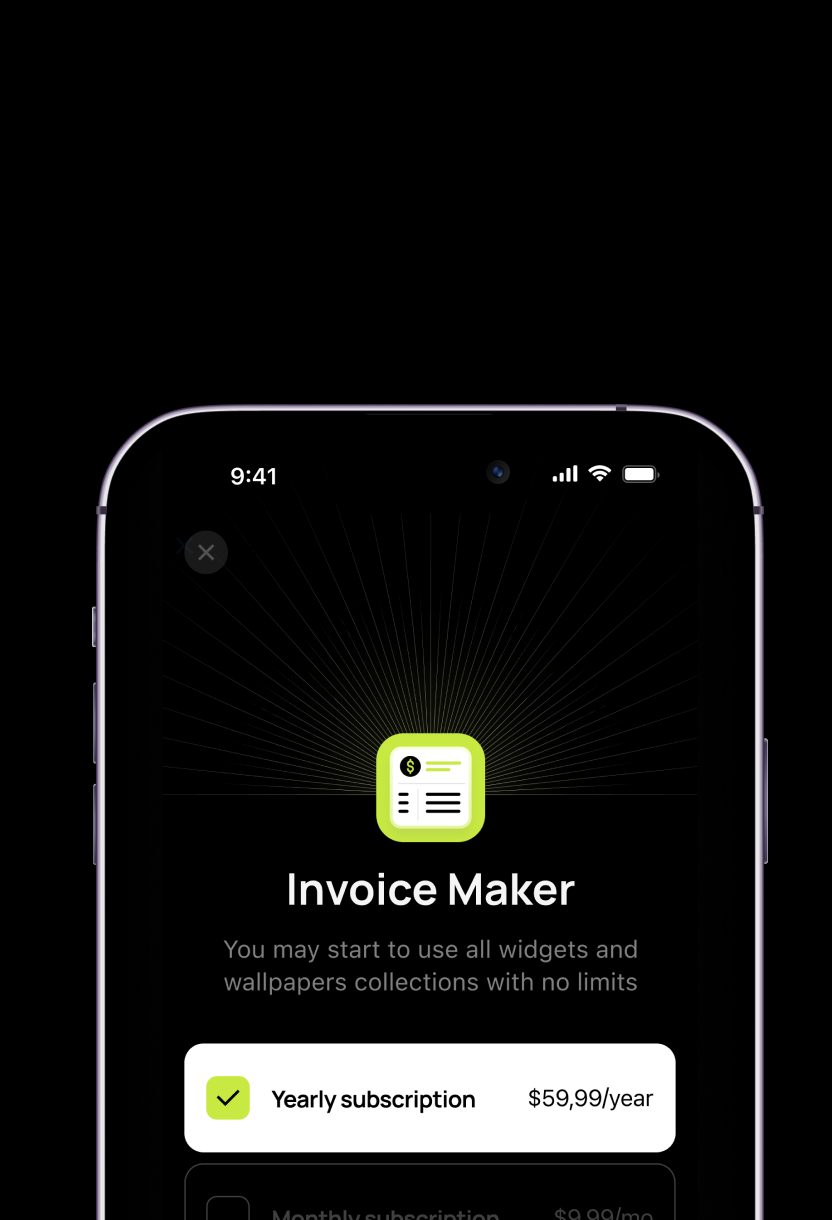 9:41
Invoice Maker
You may start to use all widgets and
wallpapers collections with no limits
Yearly subscription $59,99/year
Monthly subscription $9,99/mo